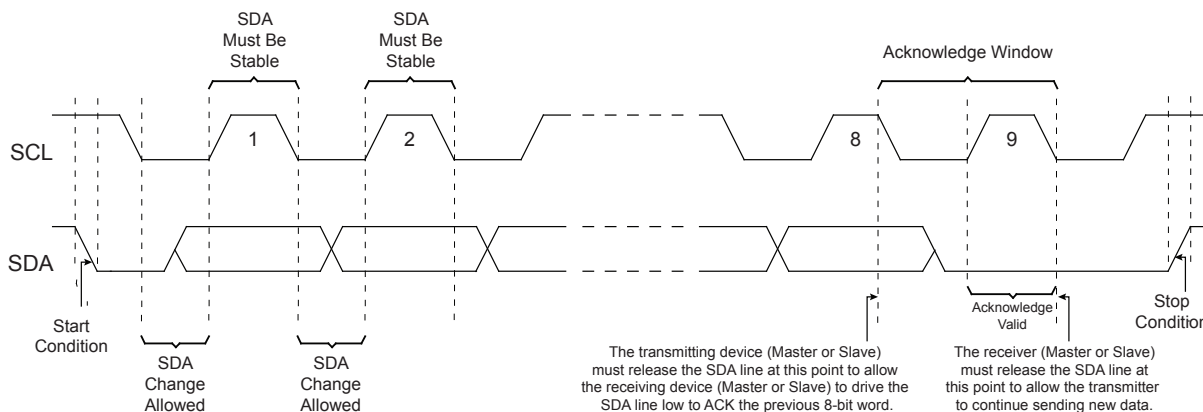 SDA
Must Be
Stable
SDA
Must Be
Stable
Acknowledge Window
SCL
1
2
8
9
SDA
Start
Condition
SDA
Change
Allowed
SDA
Change
Allowed
Acknowledge
Valid
Stop
Condition
The transmitting device (Master or Slave)
must release the SDA line at this point to allow
the receiving device (Master or Slave) to drive the
SDA line low to ACK the previous 8-bit word.
The receiver (Master or Slave)
must release the SDA line at
this point to allow the transmitter
to continue sending new data.